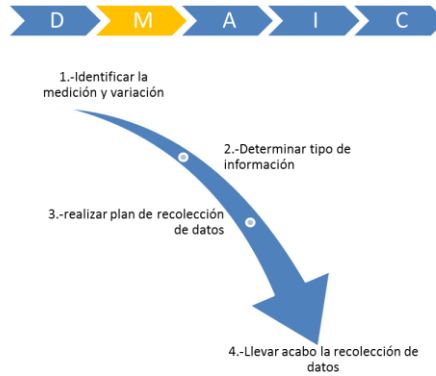 D M A I C
1.-Identificar la
medición y variación
2.-Determinar tipo de
información
3.-realizar plan de recolección
de datos
4.-Llevar acabo la recolección de
datos